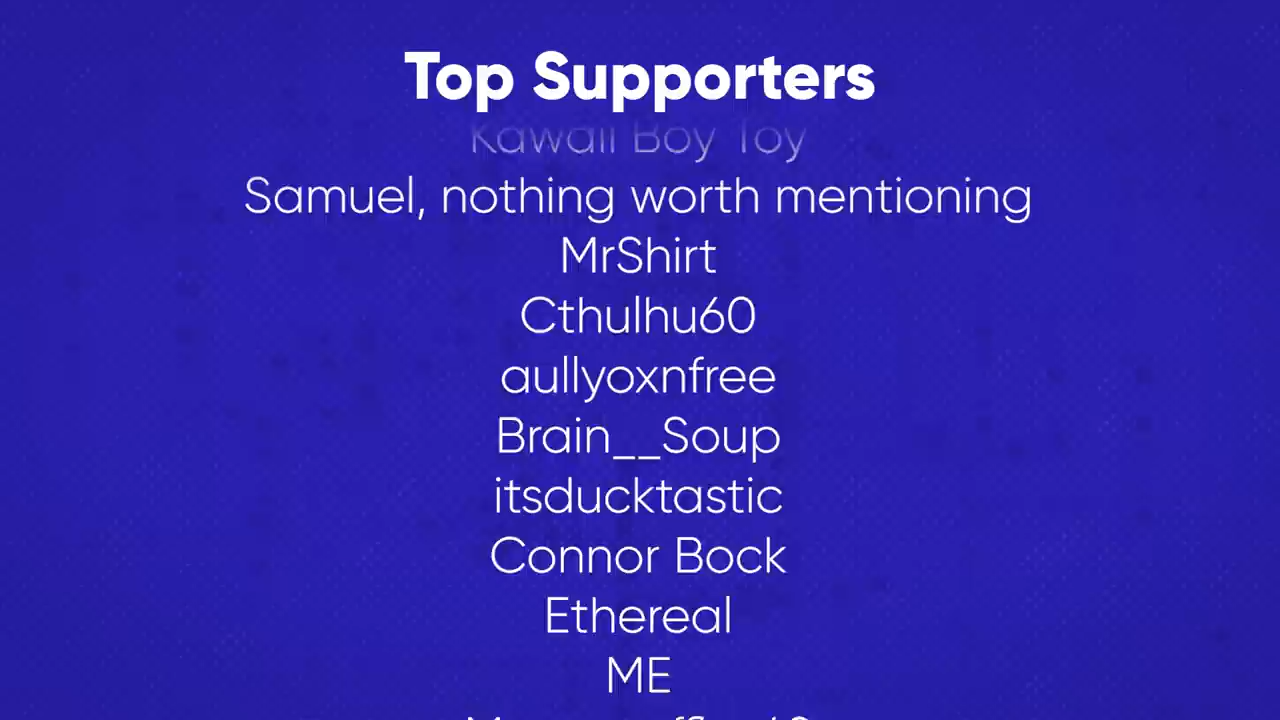 Top Supporters
Kawaii Boy Toy
Samuel, nothing worth mentioning
MrShirt
Cthulhu60
aullyoxnfree
Brain__Soup
itsducktastic
Connor Bock
Ethereal
ME